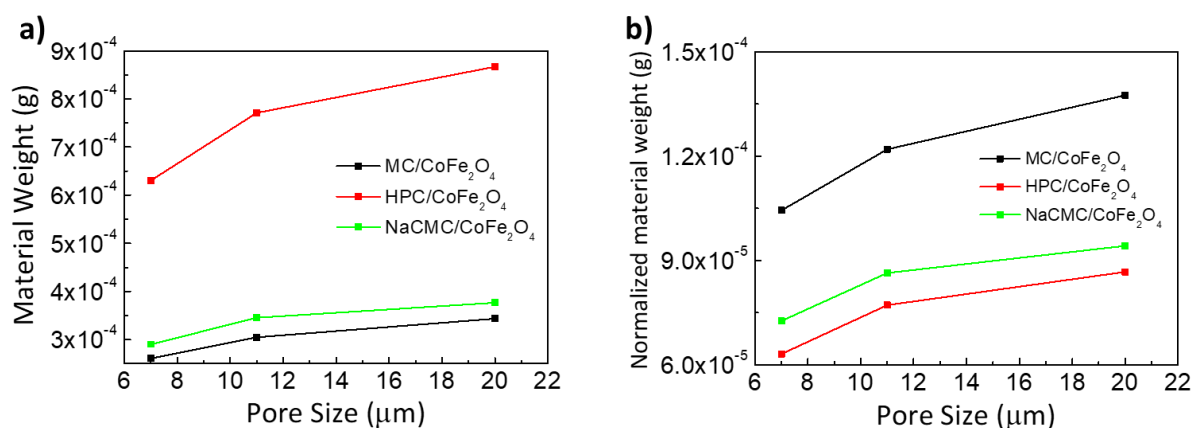 a)
Material Weight (g)
9x10⁻⁴
8x10⁻⁴
7x10⁻⁴
6x10⁻⁴
5x10⁻⁴
4x10⁻⁴
3x10⁻⁴
MC/CoFe₂O₄
HPC/CoFe₂O₄
NaCMC/CoFe₂O₄
6 8 10 12 14 16 18 20 22
Pore Size (μm)
b)
Normalized material weight (g)
1.5x10⁻⁴
1.2x10⁻⁴
9.0x10⁻⁵
6.0x10⁻⁵
MC/CoFe₂O₄
HPC/CoFe₂O₄
NaCMC/CoFe₂O₄
6 8 10 12 14 16 18 20 22
Pore Size (μm)